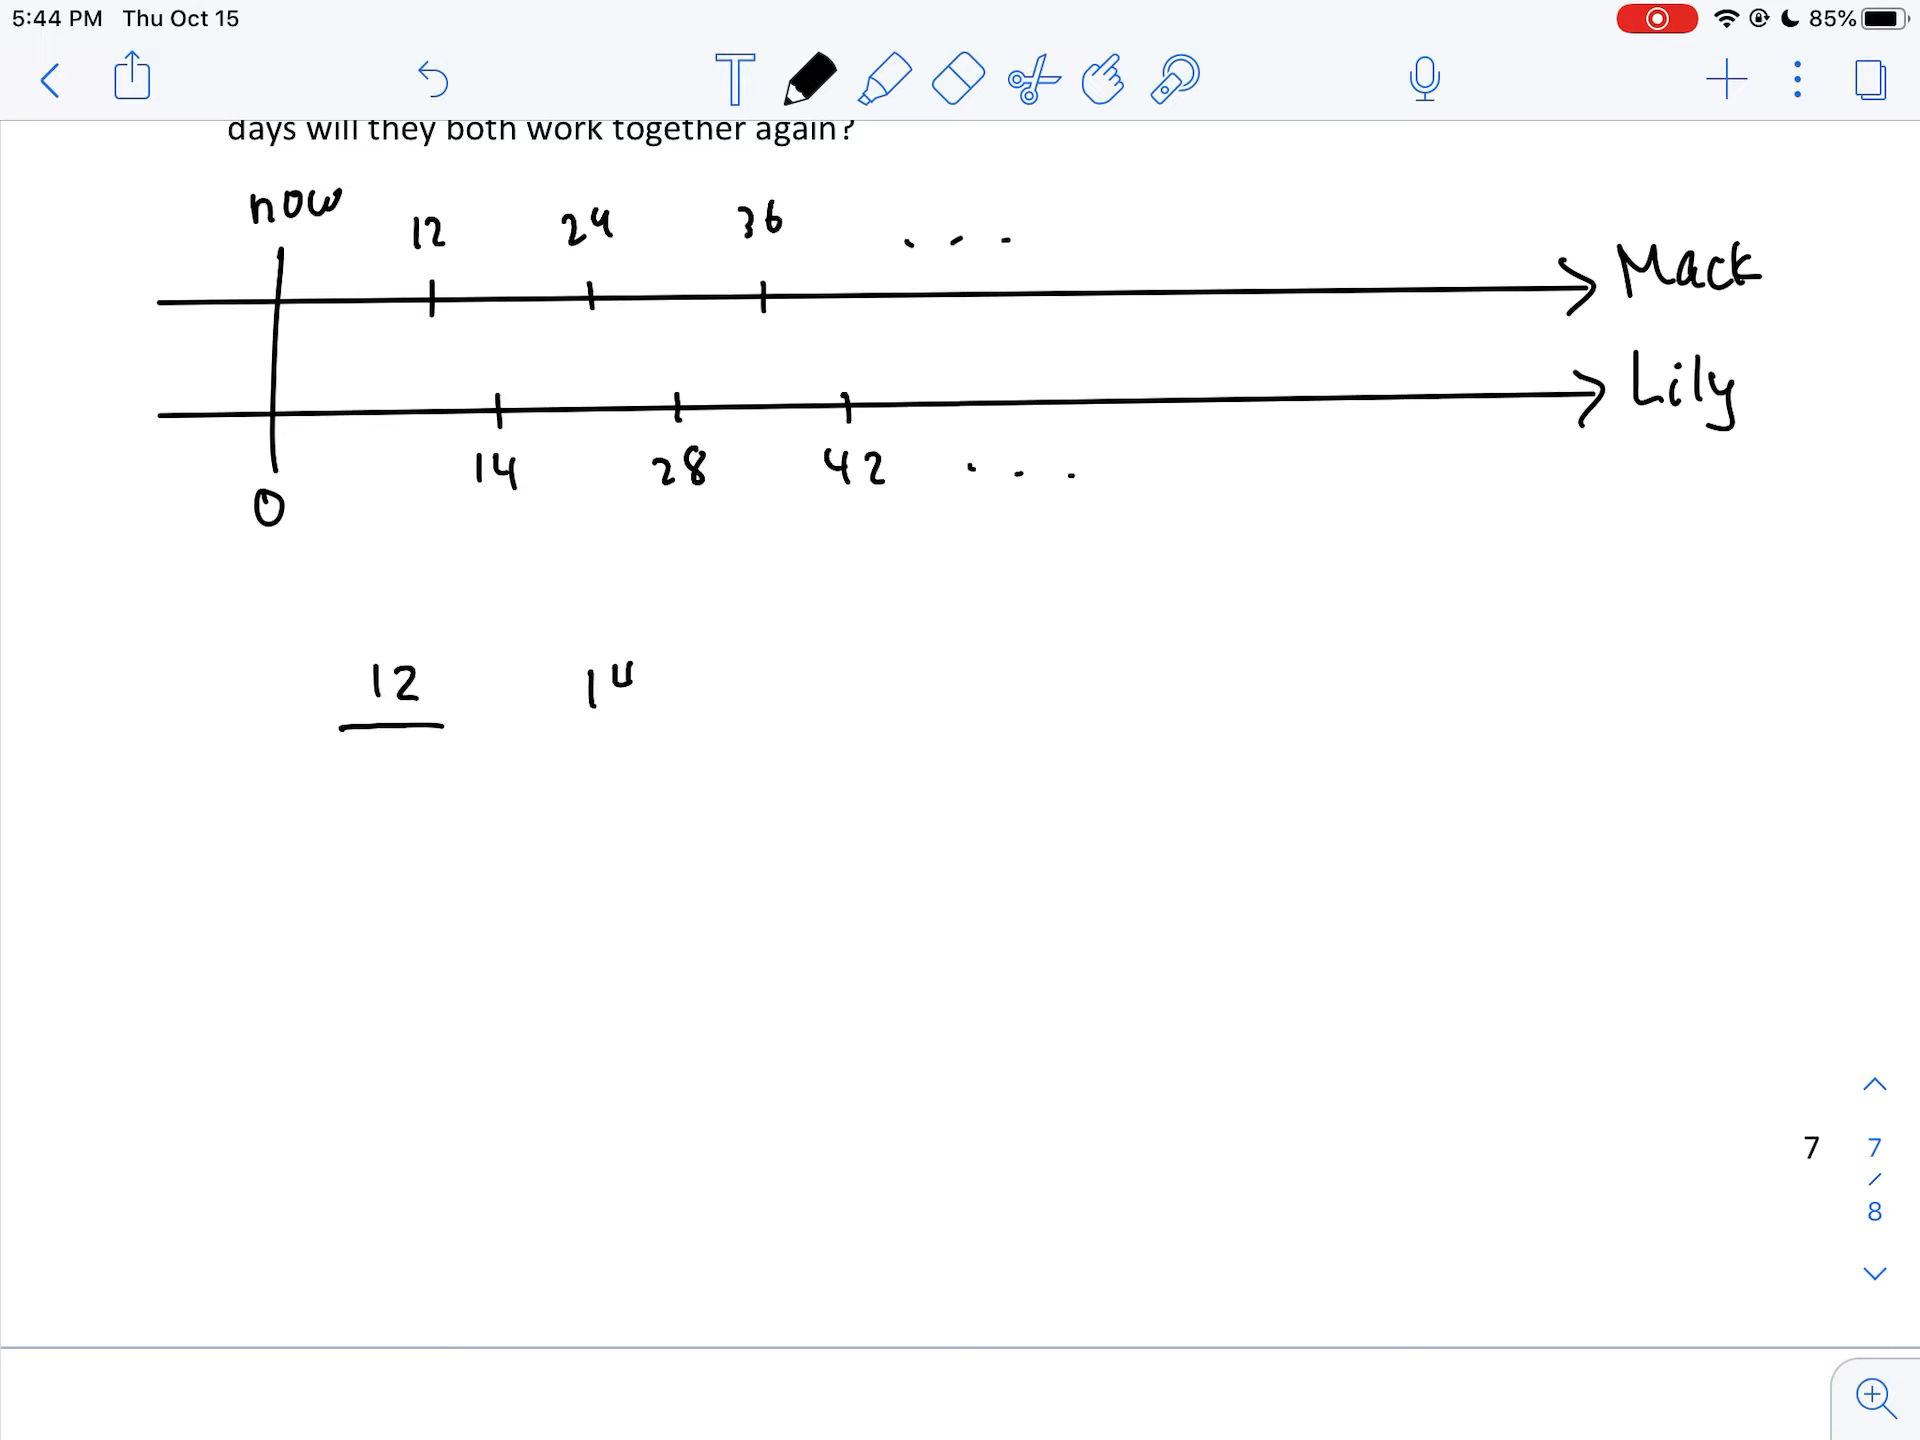 5:44 PM Thu Oct 15 85%
days will they both work together again?
now
12 24 36 . . .
Mack
Lily
14 28 42 . . .
0
12 14
7 7
/
8